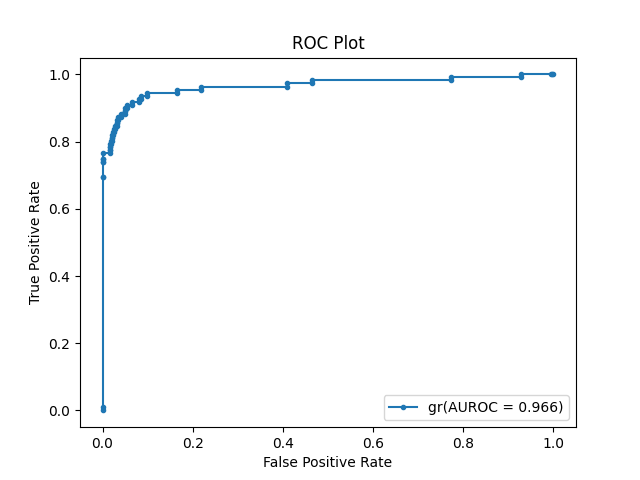 ROC Plot
True Positive Rate
1.0
0.8
0.6
0.4
0.2
0.0
gr(AUROC = 0.966)
0.0 0.2 0.4 0.6 0.8 1.0
False Positive Rate